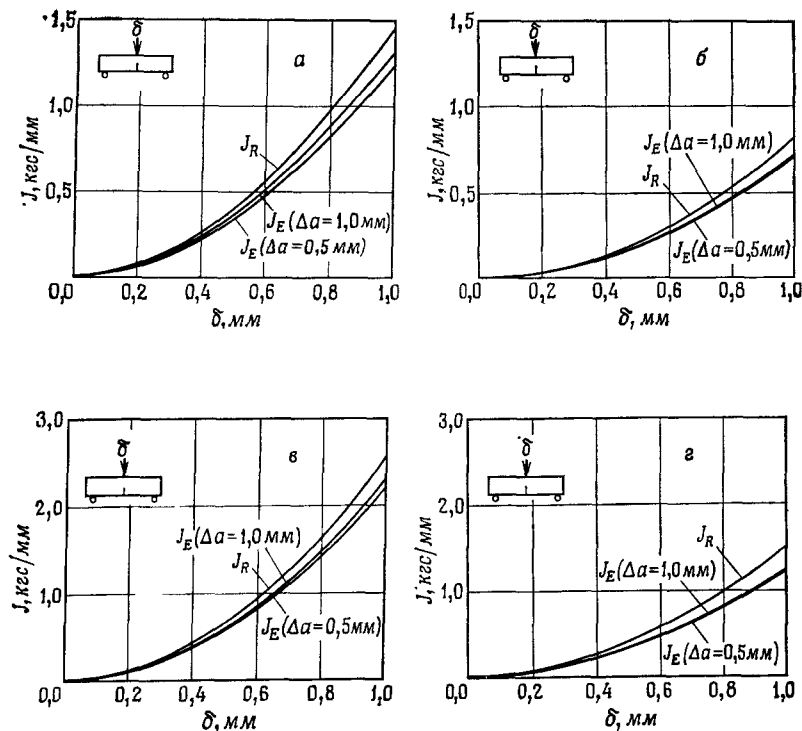 δ
а
1,5
1,0
0,5
J, кгс/мм
J_R
J_E (Δa=1,0 мм)
J_E (Δa=0,5 мм)
0,0 0,2 0,4 0,6 0,8 1,0
δ, мм
δ
б
1,5
1,0
0,5
J, кгс/мм
J_E (Δa=1,0 мм)
J_R
J_E (Δa=0,5 мм)
0,0 0,2 0,4 0,6 0,8 1,0
δ, мм
δ
в
3,0
2,0
1,0
0,0
J, кгс/мм
J_E (Δa=1,0 мм)
J_R
J_E (Δa=0,5 мм)
0,0 0,2 0,4 0,6 0,8 1,0
δ, мм
δ
г
3,0
2,0
1,0
J, кгс/мм
J_R
J_E (Δa=1,0 мм)
J_E (Δa=0,5 мм)
0,0 0,2 0,4 0,6 0,8 1,0
δ, мм